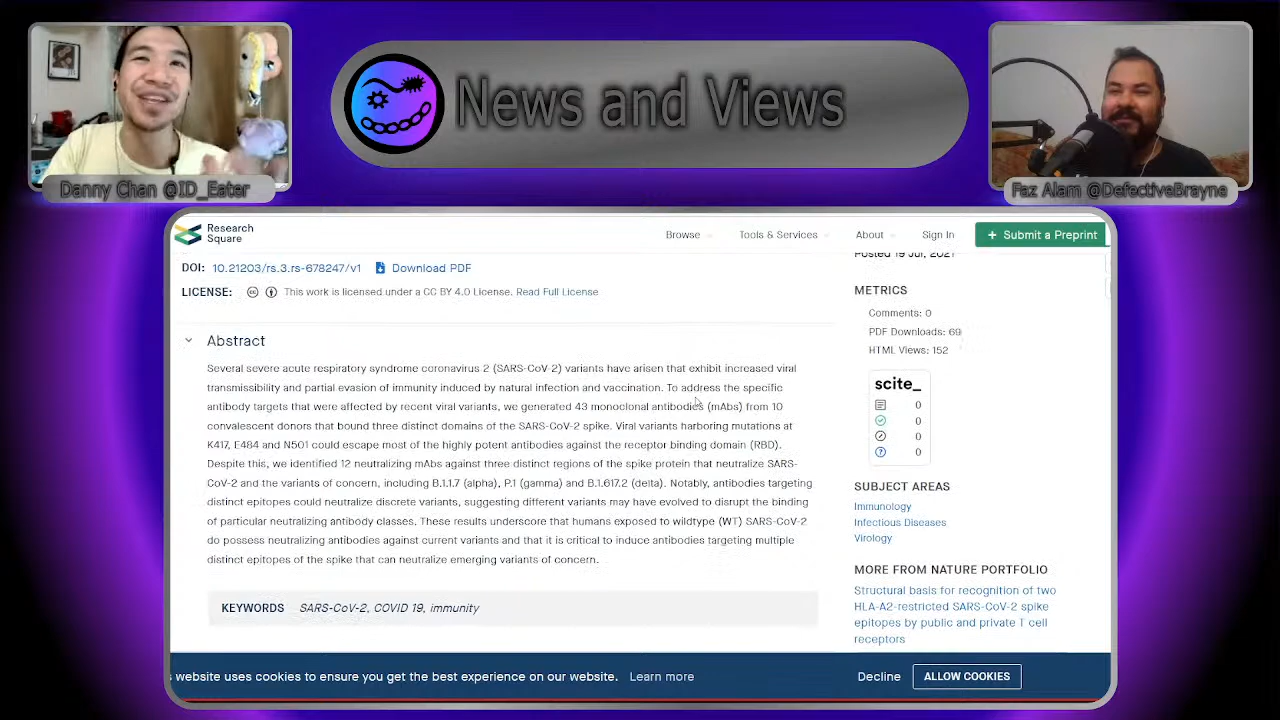 News and Views
Danny Chan @ID_Eater
Faz Alam @DefectiveBrayne
Research
Square
Browse
Tools & Services
About
Sign In
+ Submit a Preprint
DOI: 10.21203/rs.3.rs-678247/v1 Download PDF
LICENSE: This work is licensed under a CC BY 4.0 License. Read Full License
Abstract
Several severe acute respiratory syndrome coronavirus 2 (SARS-CoV-2) variants have arisen that exhibit increased viral
transmissibility and partial evasion of immunity induced by natural infection and vaccination. To address the specific
antibody targets that were affected by recent viral variants, we generated 43 monoclonal antibodies (mAbs) from 10
convalescent donors that bound three distinct domains of the SARS-CoV-2 spike. Viral variants harboring mutations at
K417, E484 and N501 could escape most of the highly potent antibodies against the receptor binding domain (RBD).
Despite this, we identified 12 neutralizing mAbs against three distinct regions of the spike protein that neutralize SARS-
CoV-2 and the variants of concern, including B.1.1.7 (alpha), P.1 (gamma) and B.1.617.2 (delta). Notably, antibodies targeting
distinct epitopes could neutralize discrete variants, suggesting different variants may have evolved to disrupt the binding
of particular neutralizing antibody classes. These results underscore that humans exposed to wildtype (WT) SARS-CoV-2
do possess neutralizing antibodies against current variants and that it is critical to induce antibodies targeting multiple
distinct epitopes of the spike that can neutralize emerging variants of concern.
KEYWORDS SARS-CoV-2, COVID 19, immunity
Posted 19 Jul, 2021
METRICS
Comments: 0
PDF Downloads: 69
HTML Views: 152
scite_
0
0
0
0
SUBJECT AREAS
Immunology
Infectious Diseases
Virology
MORE FROM NATURE PORTFOLIO
Structural basis for recognition of two
HLA-A2-restricted SARS-CoV-2 spike
epitopes by public and private T cell
receptors
s website uses cookies to ensure you get the best experience on our website. Learn more
Decline
ALLOW COOKIES